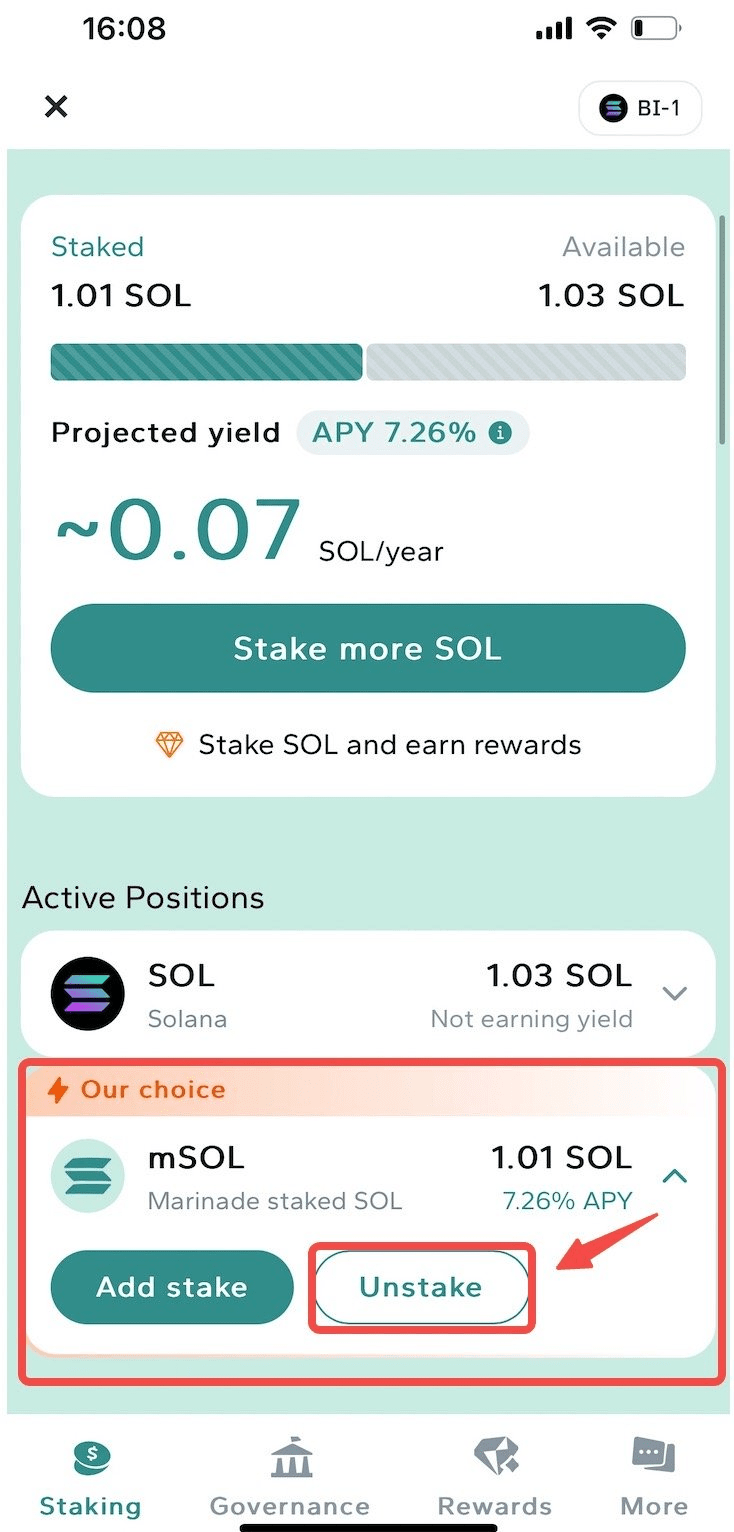 16:08
BI-1
Staked Available
1.01 SOL 1.03 SOL
Projected yield APY 7.26%
~0.07 SOL/year
Stake more SOL
Stake SOL and earn rewards
Active Positions
SOL 1.03 SOL
Solana Not earning yield
Our choice
mSOL 1.01 SOL
Marinade staked SOL 7.26% APY
Add stake Unstake
Staking Governance Rewards More